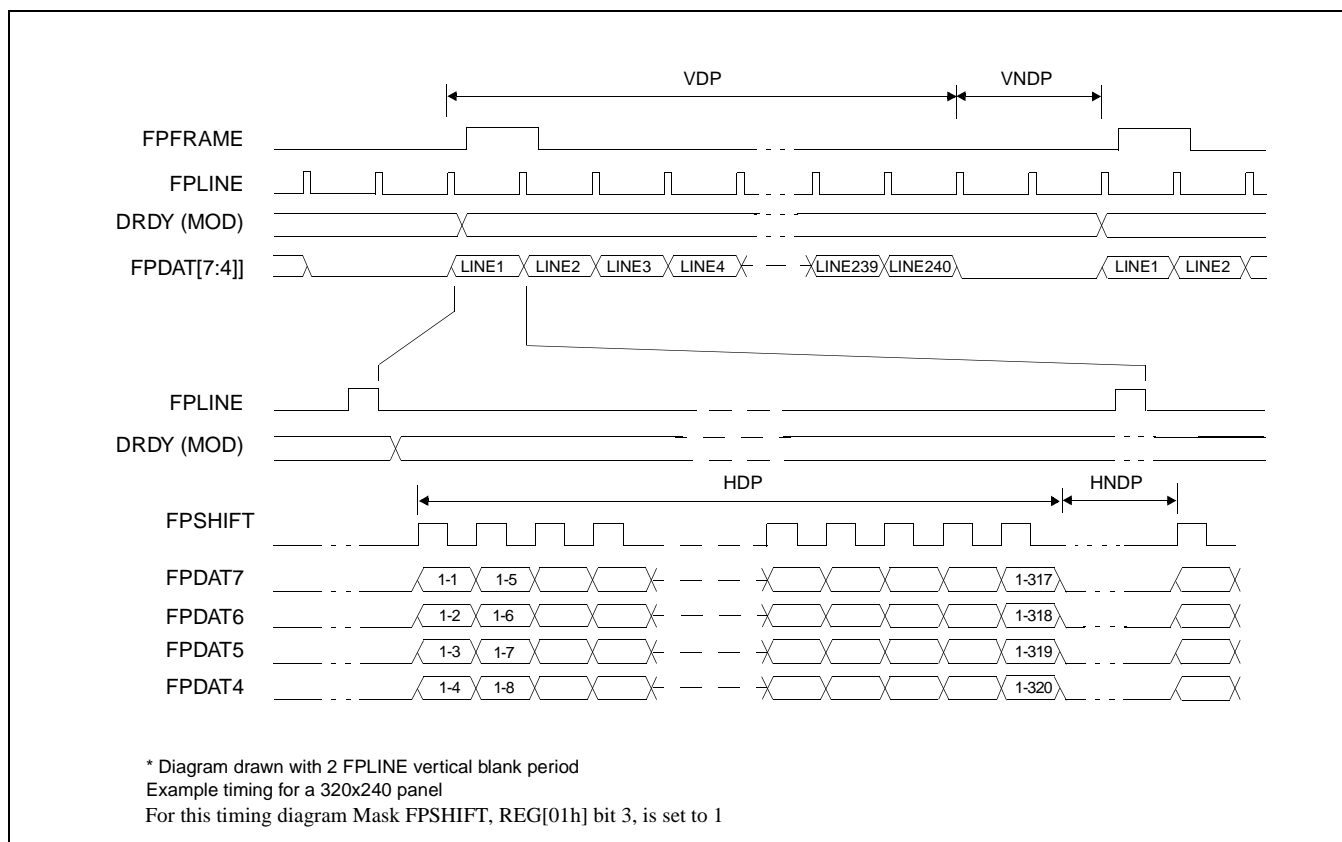 VDP VNDP
FPFRAME
FPLINE
DRDY (MOD)
FPDAT[7:4]] LINE1 LINE2 LINE3 LINE4 LINE239 LINE240 LINE1 LINE2
FPLINE
DRDY (MOD)
HDP HNDP
FPSHIFT
FPDAT7 1-1 1-5 1-317
FPDAT6 1-2 1-6 1-318
FPDAT5 1-3 1-7 1-319
FPDAT4 1-4 1-8 1-320
* Diagram drawn with 2 FPLINE vertical blank period
Example timing for a 320x240 panel
For this timing diagram Mask FPSHIFT, REG[01h] bit 3, is set to 1